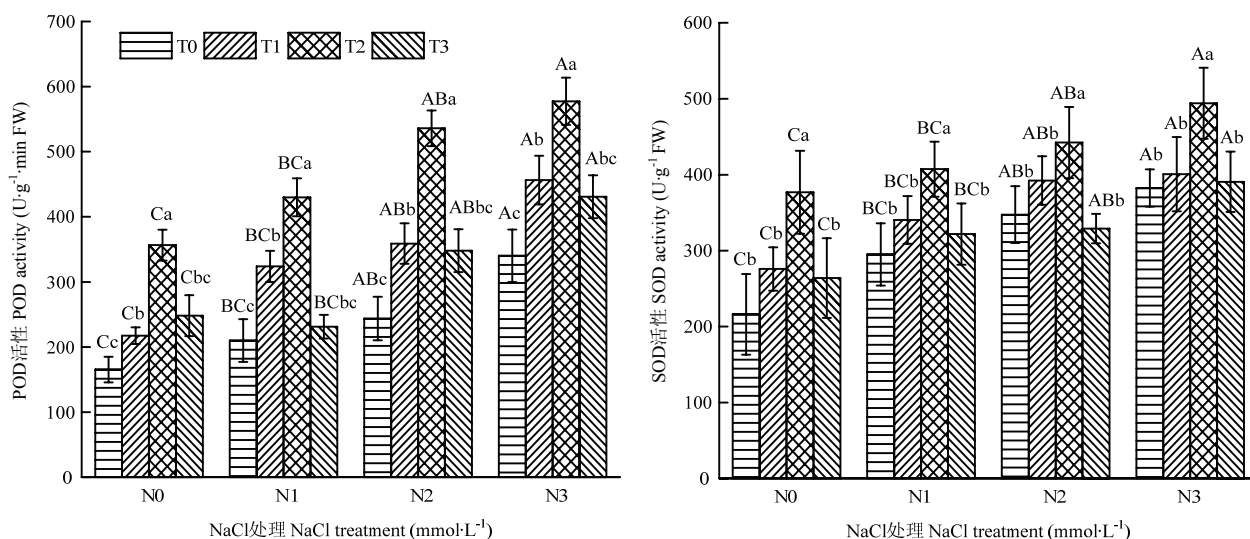 POD活性 POD activity (U·g⁻¹·min FW)
700
600
500
400
300
200
100
0
T0 T1 T2 T3
Cc Cb Ca Cbc
BCc BCb BCa BCbc
ABc ABb ABa ABbc
Ac Ab Aa Abc
N0 N1 N2 N3
NaCl处理 NaCl treatment (mmol·L⁻¹)
SOD活性 SOD activity (U·g⁻¹ FW)
600
500
400
300
200
100
0
Cb Cb Ca Cb
BCb BCb BCa BCb
ABb ABb ABa ABb
Ab Ab Aa Ab
N0 N1 N2 N3
NaCl处理 NaCl treatment (mmol·L⁻¹)